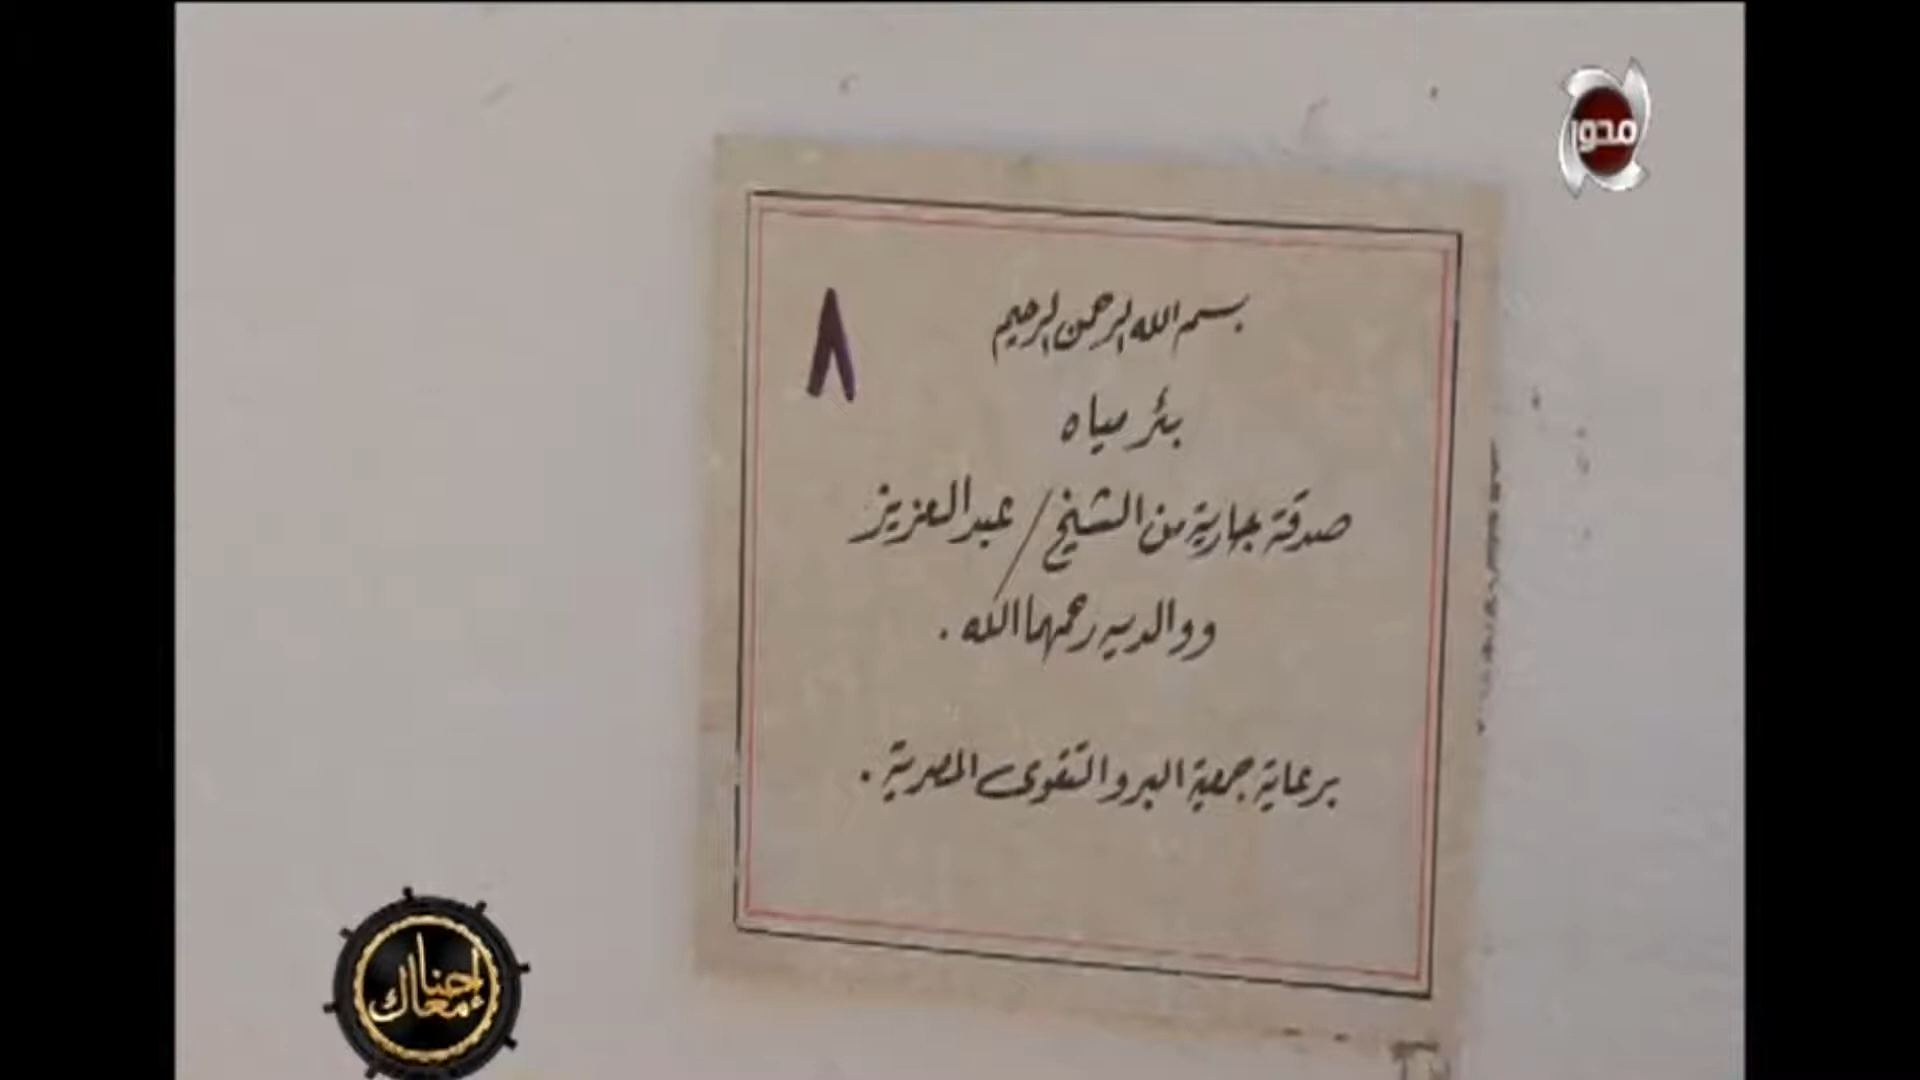 محور
٨
بسم الله الرحمن الرحيم
بئر مياه
صدقة جارية من الشيخ / عبد العزيز
ووالديه رحمهما الله .
برعاية جمعية البر والتقوى المصرية .
إحنا
معاك